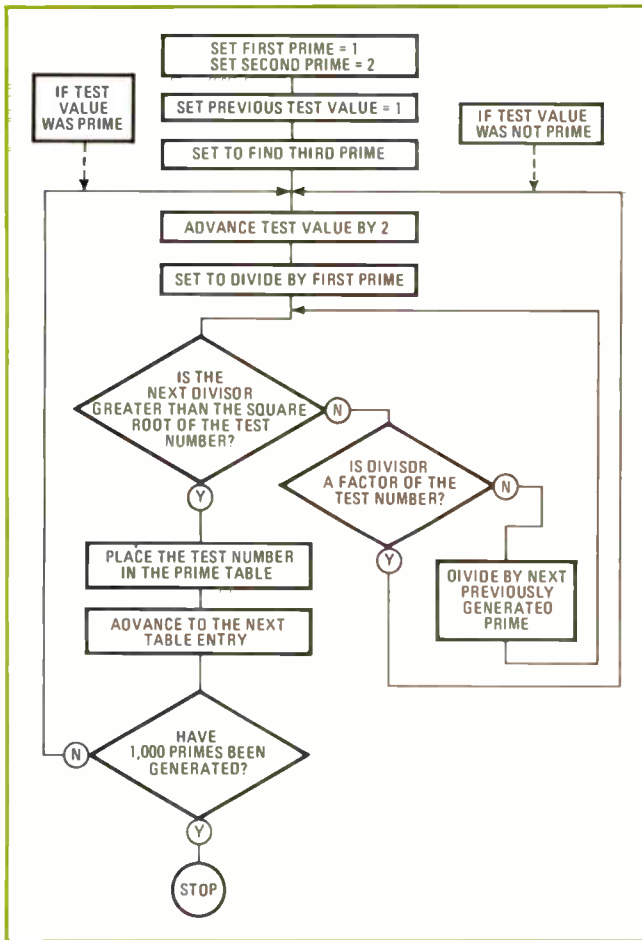 SET FIRST PRIME = 1
SET SECOND PRIME = 2
IF TEST
VALUE
WAS PRIME
SET PREVIOUS TEST VALUE = 1
IF TEST VALUE
WAS NOT PRIME
SET TO FIND THIRD PRIME
ADVANCE TEST VALUE BY 2
SET TO DIVIDE BY FIRST PRIME
IS THE
NEXT DIVISOR
GREATER THAN THE SQUARE
ROOT OF THE TEST
NUMBER?
N
Y
IS DIVISOR
A FACTOR OF THE
TEST NUMBER?
N
Y
PLACE THE TEST NUMBER
IN THE PRIME TABLE
DIVIDE BY NEXT
PREVIOUSLY
GENERATED
PRIME
ADVANCE TO THE NEXT
TABLE ENTRY
HAVE
1,000 PRIMES BEEN
GENERATED?
N
Y
STOP